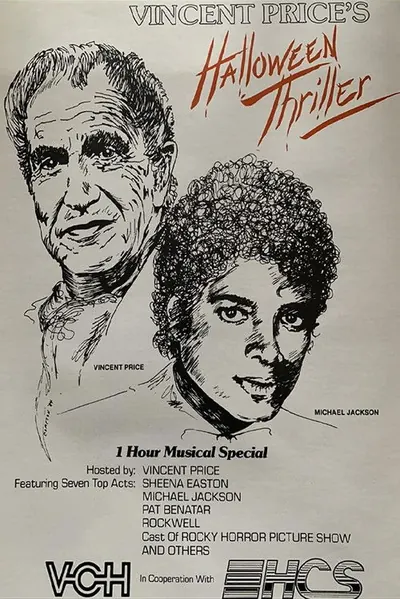 VINCENT PRICE'S
Halloween
Thriller
VINCENT PRICE
MICHAEL JACKSON
1 Hour Musical Special
Hosted by: VINCENT PRICE
Featuring Seven Top Acts: SHEENA EASTON
MICHAEL JACKSON
PAT BENATAR
ROCKWELL
Cast Of ROCKY HORROR PICTURE SHOW
AND OTHERS
VCH In Cooperation With HCS